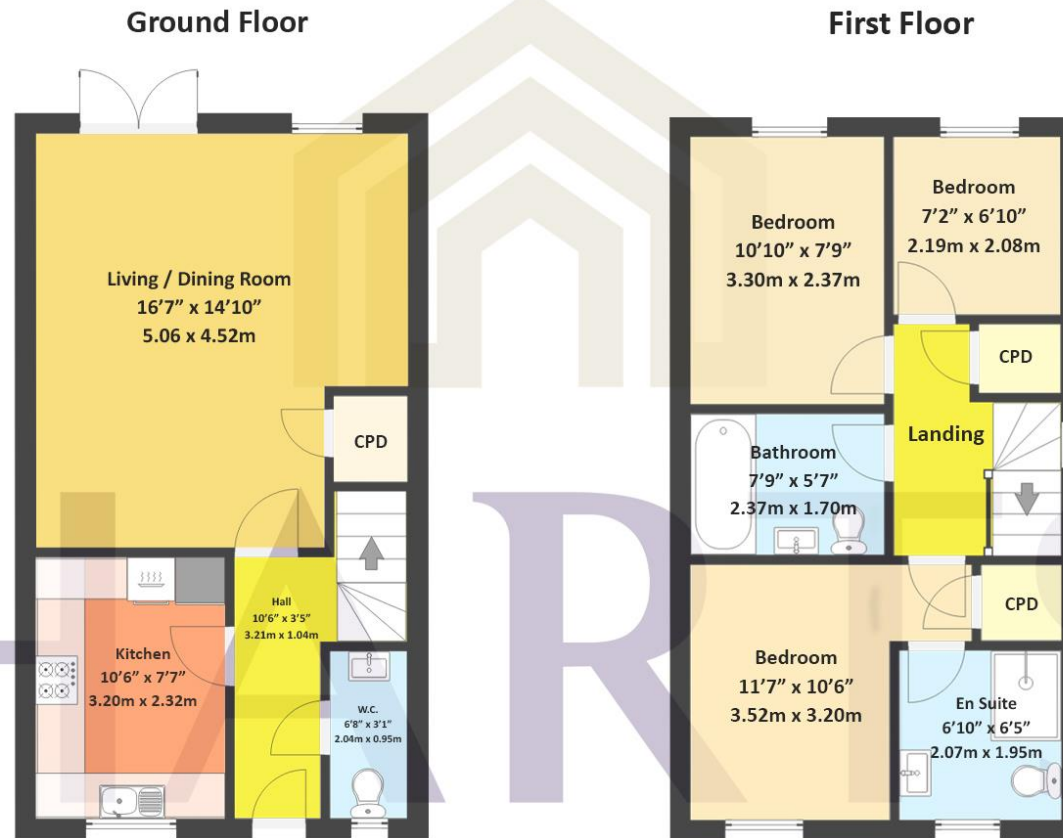 Ground Floor
Living / Dining Room
16’7” x 14’10”
5.06 x 4.52m
CPD
Hall
10’6” x 3’5”
3.21m x 1.04m
Kitchen
10’6” x 7’7”
3.20m x 2.32m
W.C.
6’8” x 3’1”
2.04m x 0.95m
First Floor
Bedroom
10’10” x 7’9”
3.30m x 2.37m
Bedroom
7’2” x 6’10”
2.19m x 2.08m
CPD
Landing
Bathroom
7’9” x 5’7”
2.37m x 1.70m
CPD
Bedroom
11’7” x 10’6”
3.52m x 3.20m
En Suite
6’10” x 6’5”
2.07m x 1.95m